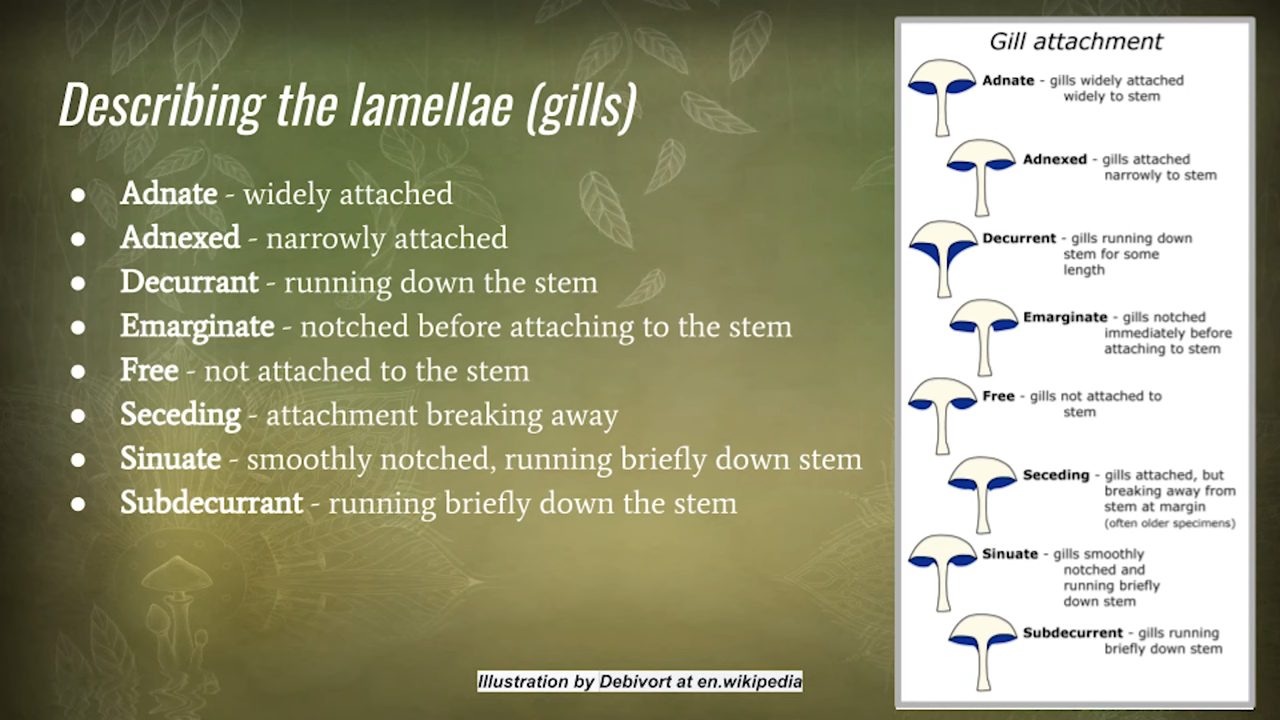 Describing the lamellae (gills)
● Adnate - widely attached
● Adnexed - narrowly attached
● Decurrant - running down the stem
● Emarginate - notched before attaching to the stem
● Free - not attached to the stem
● Seceding - attachment breaking away
● Sinuate - smoothly notched, running briefly down stem
● Subdecurrant - running briefly down the stem
Illustration by Debivort at en.wikipedia
Gill attachment
Adnate - gills widely attached
widely to stem
Adnexed - gills attached
narrowly to stem
Decurrent - gills running down
stem for some
length
Emarginate - gills notched
immediately before
attaching to stem
Free - gills not attached to
stem
Seceding - gills attached, but
breaking away from
stem at margin
(often older specimens)
Sinuate - gills smoothly
notched and
running briefly
down stem
Subdecurrent - gills running
briefly down stem